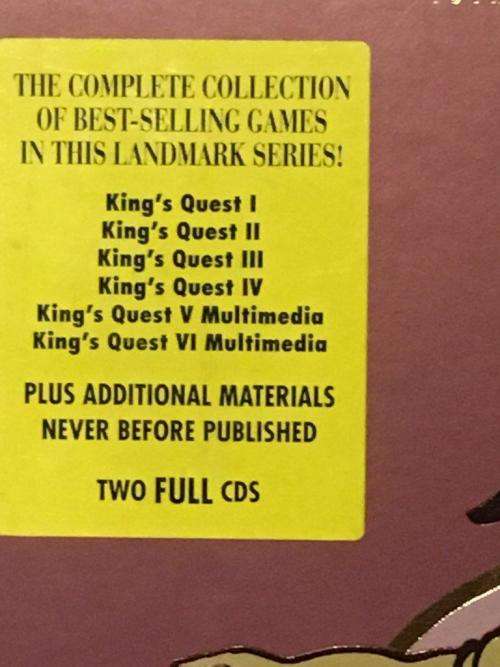 THE COMPLETE COLLECTION
OF BEST-SELLING GAMES
IN THIS LANDMARK SERIES!
King's Quest I
King's Quest II
King's Quest III
King's Quest IV
King's Quest V Multimedia
King's Quest VI Multimedia
PLUS ADDITIONAL MATERIALS
NEVER BEFORE PUBLISHED
TWO FULL CDS